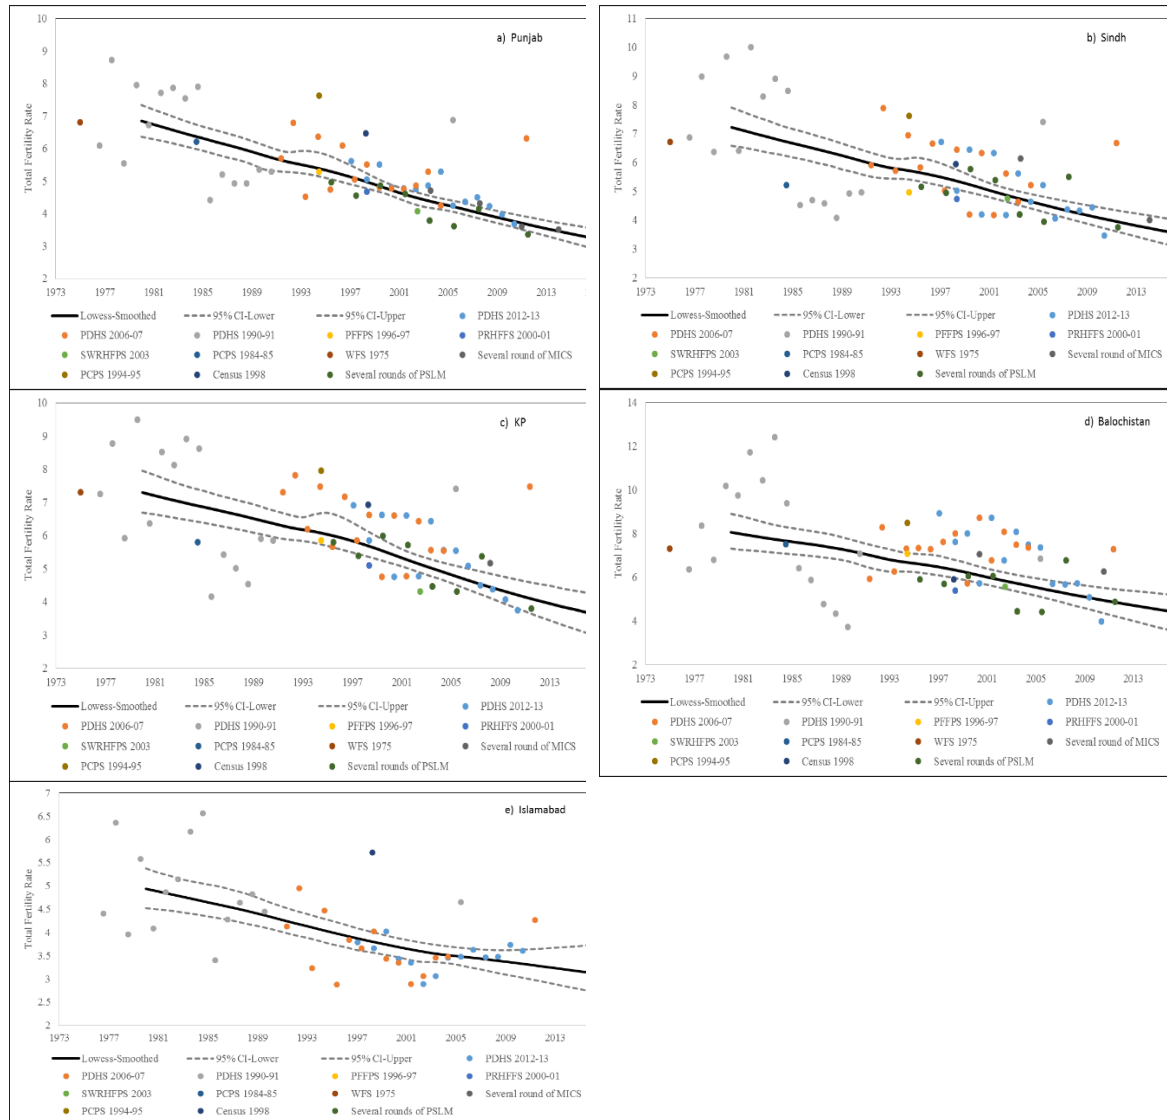 a) Punjab
Total Fertility Rate
10
9
8
7
6
5
4
3
2
1973 1977 1981 1985 1989 1993 1997 2001 2005 2009 2013
Lowess-Smoothed 95% CI-Lower 95% CI-Upper PDHS 2012-13
PDHS 2006-07 PDHS 1990-91 PFFPS 1996-97 PRHFFS 2000-01
SWRHFPS 2003 PCPS 1984-85 WFS 1975 Several round of MICS
PCPS 1994-95 Census 1998 Several rounds of PSLM
b) Sindh
Total Fertility Rate
11
10
9
8
7
6
5
4
3
2
1973 1977 1981 1985 1989 1993 1997 2001 2005 2009 2013
Lowess-Smoothed 95% CI-Lower 95% CI-Upper PDHS 2012-13
PDHS 2006-07 PDHS 1990-91 PFFPS 1996-97 PRHFFS 2000-01
SWRHFPS 2003 PCPS 1984-85 WFS 1975 Several round of MICS
PCPS 1994-95 Census 1998 Several rounds of PSLM
c) KP
Total Fertility Rate
10
9
8
7
6
5
4
3
2
1973 1977 1981 1985 1989 1993 1997 2001 2005 2009 2013
Lowess-Smoothed 95% CI-Lower 95% CI-Upper PDHS 2012-13
PDHS 2006-07 PDHS 1990-91 PFFPS 1996-97 PRHFFS 2000-01
SWRHFPS 2003 PCPS 1984-85 WFS 1975 Several round of MICS
PCPS 1994-95 Census 1998 Several rounds of PSLM
d) Balochistan
Total Fertility Rate
14
12
10
8
6
4
2
1973 1977 1981 1985 1989 1993 1997 2001 2005 2009 2013
Lowess-Smoothed 95% CI-Lower 95% CI-Upper PDHS 2012-13
PDHS 2006-07 PDHS 1990-91 PFFPS 1996-97 PRHFFS 2000-01
SWRHFPS 2003 PCPS 1984-85 WFS 1975 Several round of MICS
PCPS 1994-95 Census 1998 Several rounds of PSLM
e) Islamabad
Total Fertility Rate
7
6.5
6
5.5
5
4.5
4
3.5
3
2.5
2
1973 1977 1981 1985 1989 1993 1997 2001 2005 2009 2013
Lowess-Smoothed 95% CI-Lower 95% CI-Upper PDHS 2012-13
PDHS 2006-07 PDHS 1990-91 PFFPS 1996-97 PRHFFS 2000-01
SWRHFPS 2003 PCPS 1984-85 WFS 1975 Several round of MICS
PCPS 1994-95 Census 1998 Several rounds of PSLM